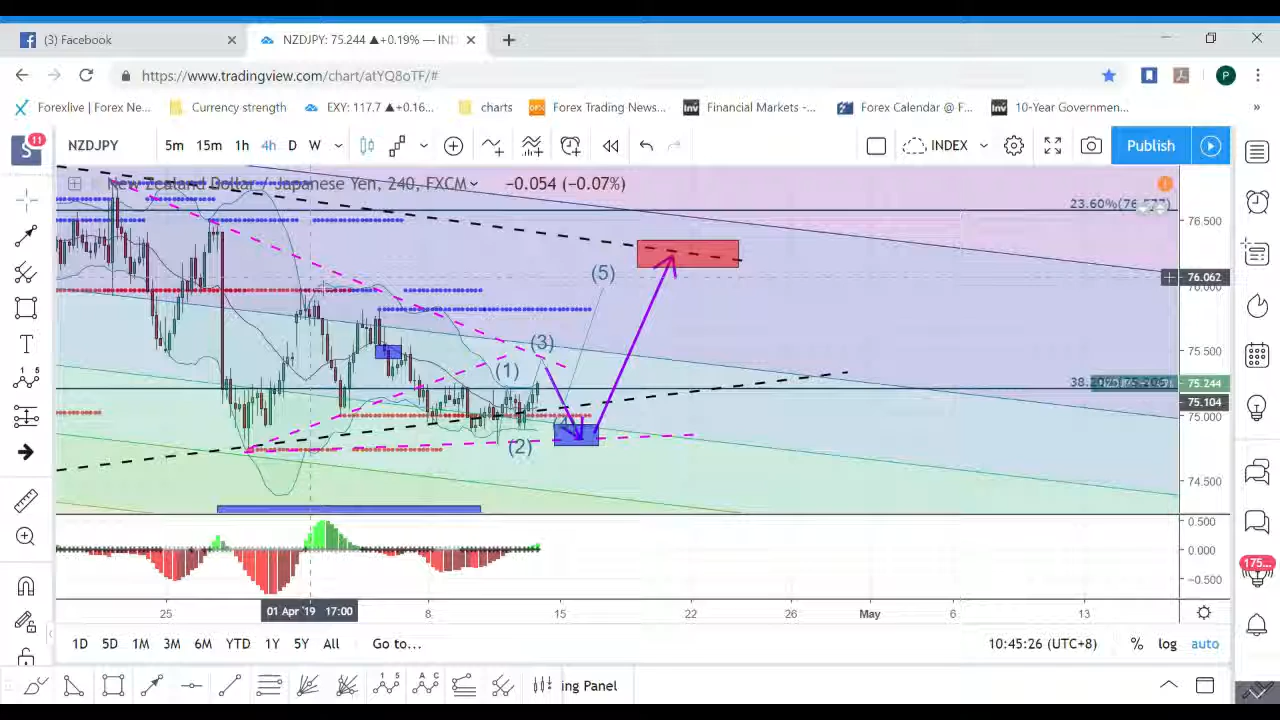 (3) Facebook
NZDJPY: 75.244 ▲+0.19% — IND
https://www.tradingview.com/chart/atYQ8oTF/#
P
Forexlive | Forex Ne...
Currency strength
EXY: 117.7 ▲+0.16...
charts
Forex Trading News...
Financial Markets -...
Forex Calendar @ F...
10-Year Governmen...
»
S 11
NZDJPY
5m 15m 1h 4h D W
INDEX
Publish
New Zealand Dollar / Japanese Yen, 240, FXCM
−0.054 (−0.07%)
76.500
76.062
76.000
(5)
75.500
(3)
(1)
75.244
75.104
75.000
(2)
74.500
0.500
0.000
−0.500
175...
25
01 Apr '19 17:00
8
15
22
26
May
6
13
1D 5D 1M 3M 6M YTD 1Y 5Y All Go to...
10:45:26 (UTC+8)
% log auto
ing Panel